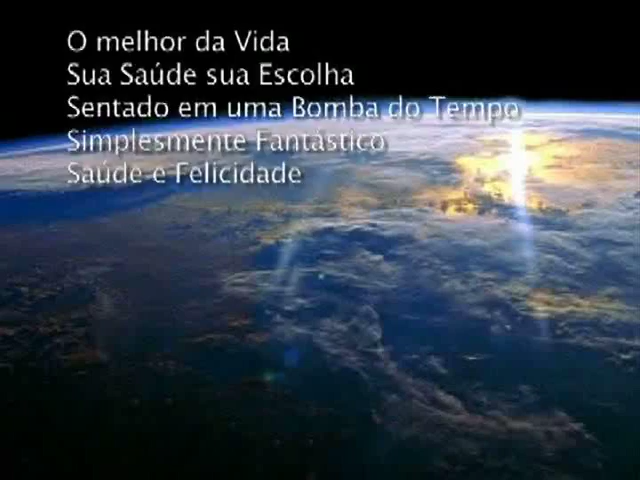 O melhor da Vida
Sua Saúde sua Escolha
Sentado em uma Bomba do Tempo
Simplesmente Fantástico
Saúde e Felicidade